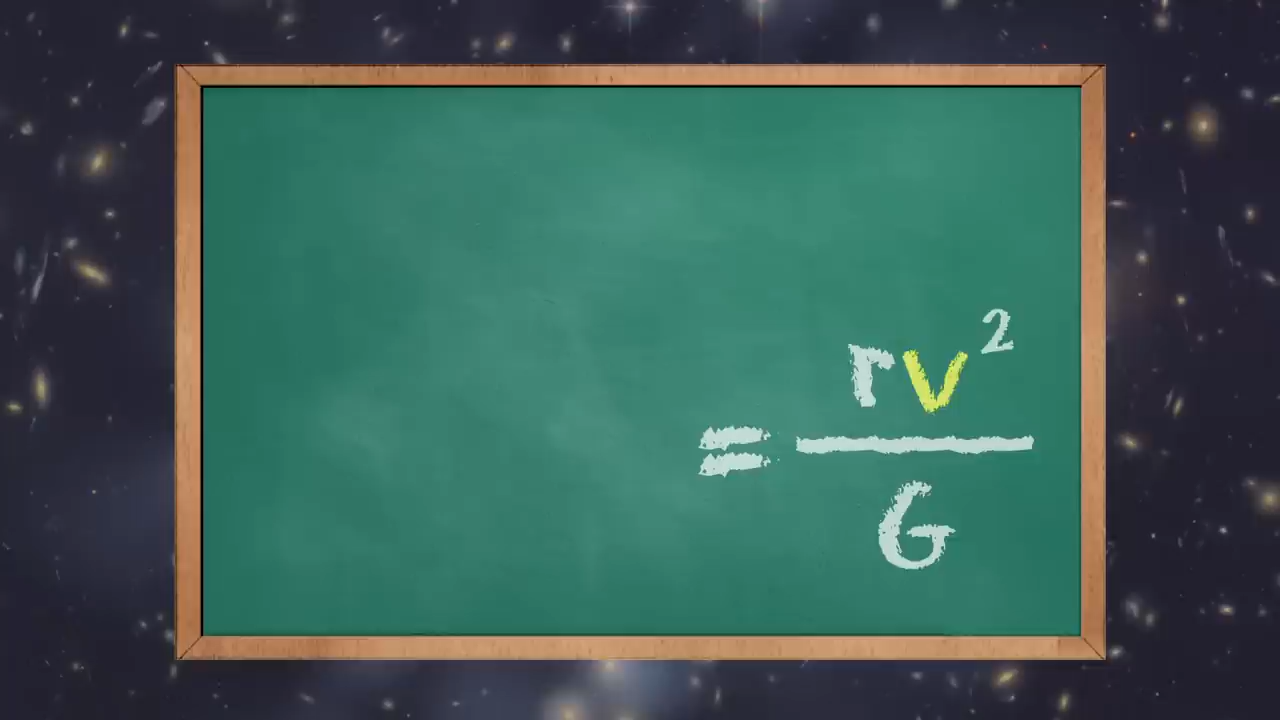 = rv²
G